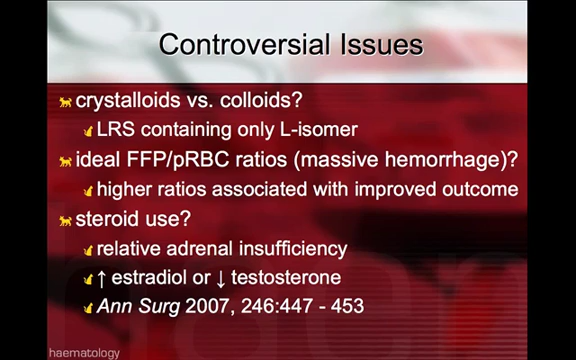 Controversial Issues
crystalloids vs. colloids?
LRS containing only L-isomer
ideal FFP/pRBC ratios (massive hemorrhage)?
higher ratios associated with improved outcome
steroid use?
relative adrenal insufficiency
↑ estradiol or ↓ testosterone
Ann Surg 2007, 246:447 - 453
haematology